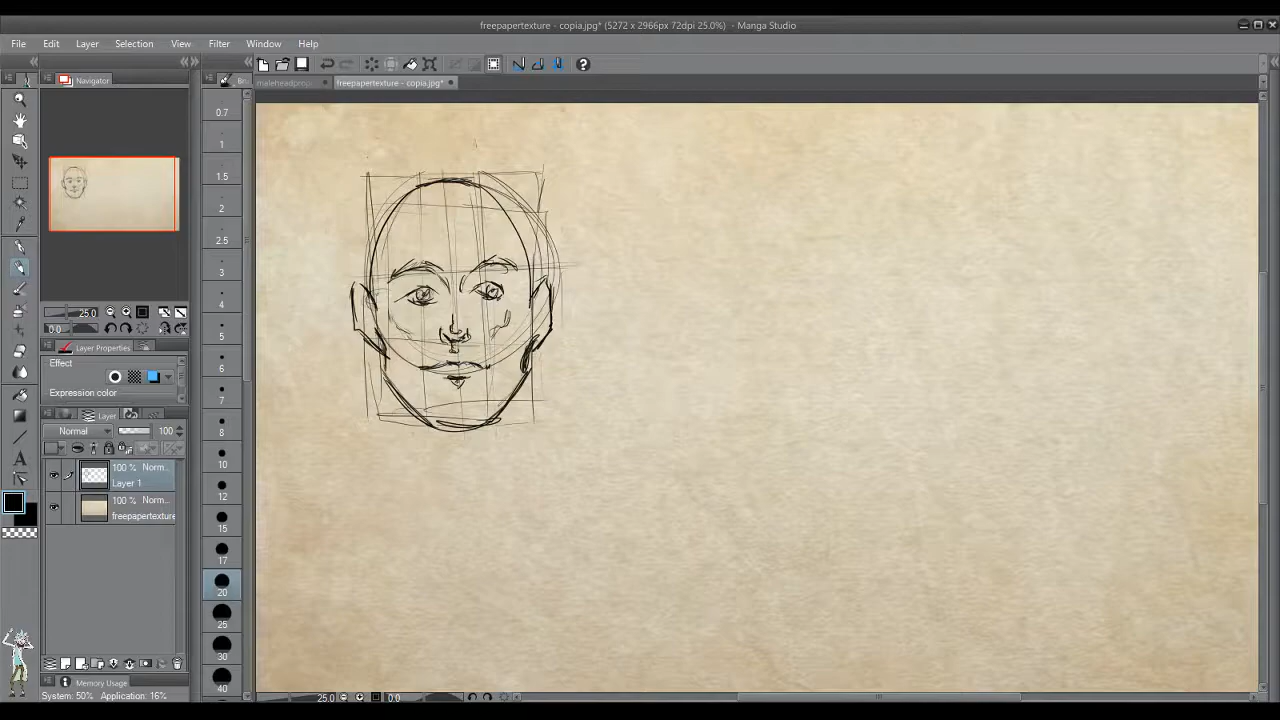 freepapertexture - copia.jpg* (5272 x 2966px 72dpi 25.0%) - Manga Studio
File Edit Layer Selection View Filter Window Help
Navigator
maleheadprop
freepapertexture - copia.jpg*
0.7
1
1.5
2
2.5
3
4
5
6
7
8
10
12
15
17
20
25
30
40
25.0
0.0
Layer Properties
Effect
Expression color
Layer
Normal 100
100 % Norm..
Layer 1
100 % Norm...
freepapertexture
Memory Usage
System: 50% Application: 16%
25.0
0.0